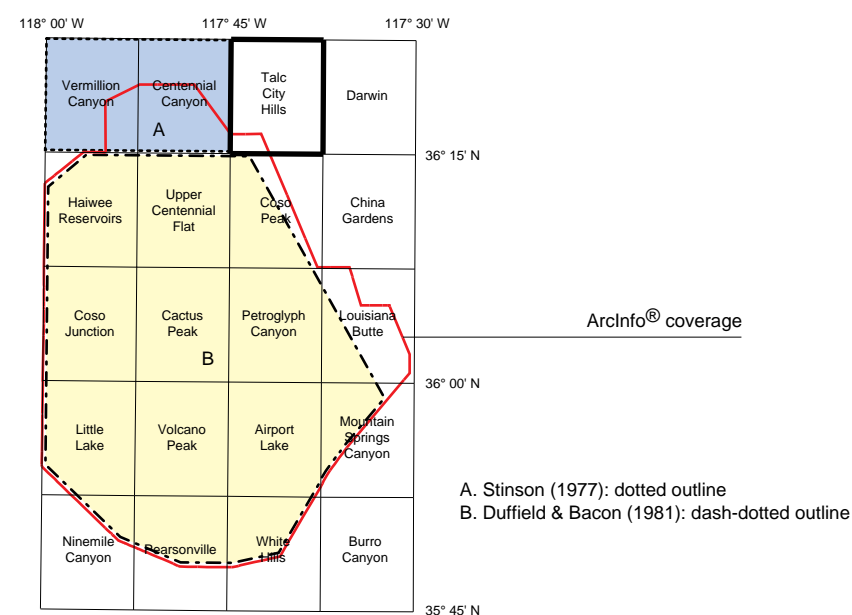 118° 00' W
117° 45' W
117° 30' W
Vermillion
Canyon
Centennial
Canyon
Talc
City
Hills
Darwin
A
36° 15' N
Haiwee
Reservoirs
Upper
Centennial
Flat
Coso
Peak
China
Gardens
Coso
Junction
Cactus
Peak
Petroglyph
Canyon
Louisiana
Butte
ArcInfo® coverage
B
36° 00' N
Little
Lake
Volcano
Peak
Airport
Lake
Mountain
Springs
Canyon
A. Stinson (1977): dotted outline
B. Duffield & Bacon (1981): dash-dotted outline
Ninemile
Canyon
Pearsonville
White
Hills
Burro
Canyon
35° 45' N